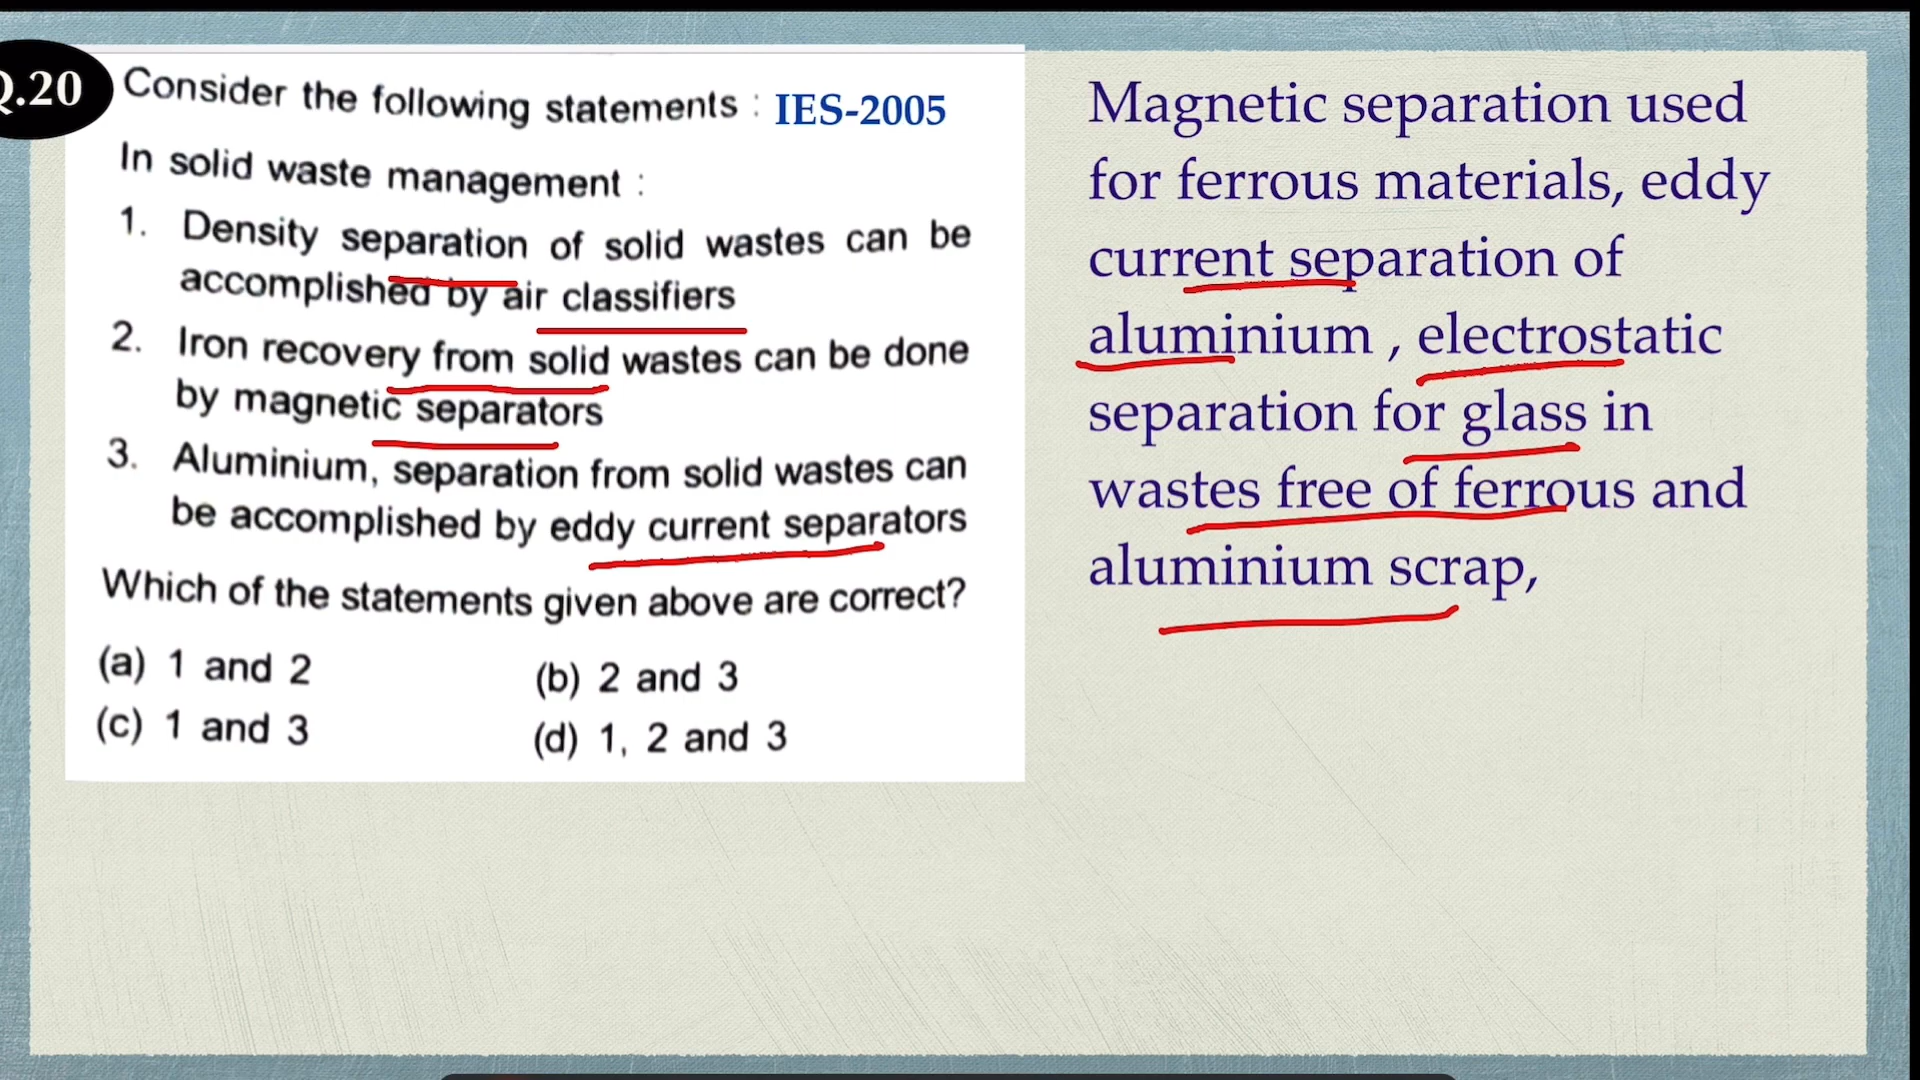 Q.20
Consider the following statements : IES-2005
In solid waste management :
1. Density separation of solid wastes can be
accomplished by air classifiers
2. Iron recovery from solid wastes can be done
by magnetic separators
3. Aluminium, separation from solid wastes can
be accomplished by eddy current separators
Which of the statements given above are correct?
(a) 1 and 2 (b) 2 and 3
(c) 1 and 3 (d) 1, 2 and 3
Magnetic separation used
for ferrous materials, eddy
current separation of
aluminium , electrostatic
separation for glass in
wastes free of ferrous and
aluminium scrap,